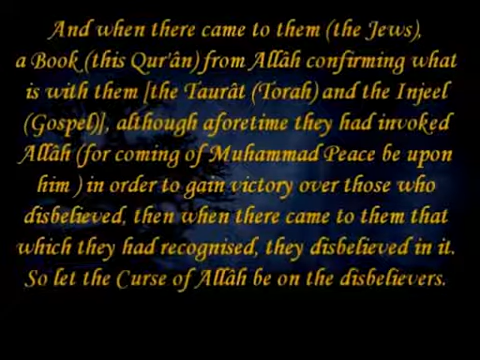 And when there came to them (the Jews),
a Book (this Qur'ân) from Allâh confirming what
is with them [the Taurât (Torah) and the Injeel
(Gospel)], although aforetime they had invoked
Allâh (for coming of Muhammad Peace be upon
him ) in order to gain victory over those who
disbelieved, then when there came to them that
which they had recognised, they disbelieved in it.
So let the Curse of Allâh be on the disbelievers.